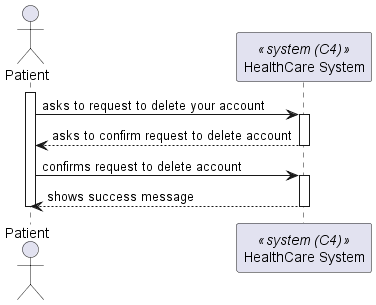 Patient
« system (C4) »
HealthCare System
asks to request to delete your account
asks to confirm request to delete account
confirms request to delete account
shows success message
Patient
« system (C4) »
HealthCare System